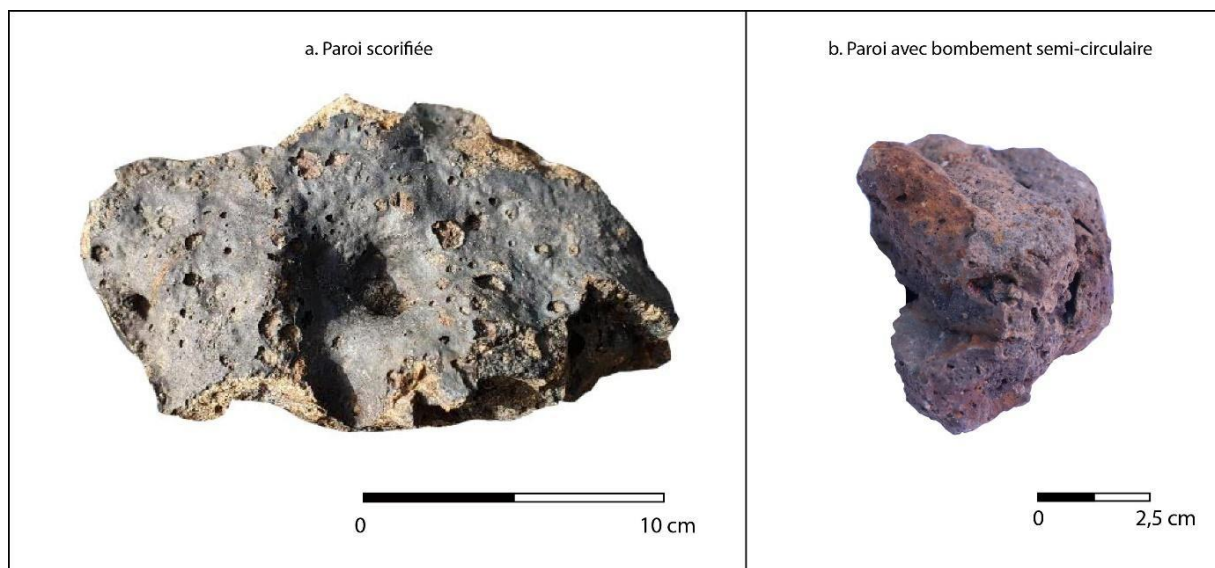 a. Paroi scorifiée
b. Paroi avec bombement semi-circulaire
0
10 cm
0
2,5 cm